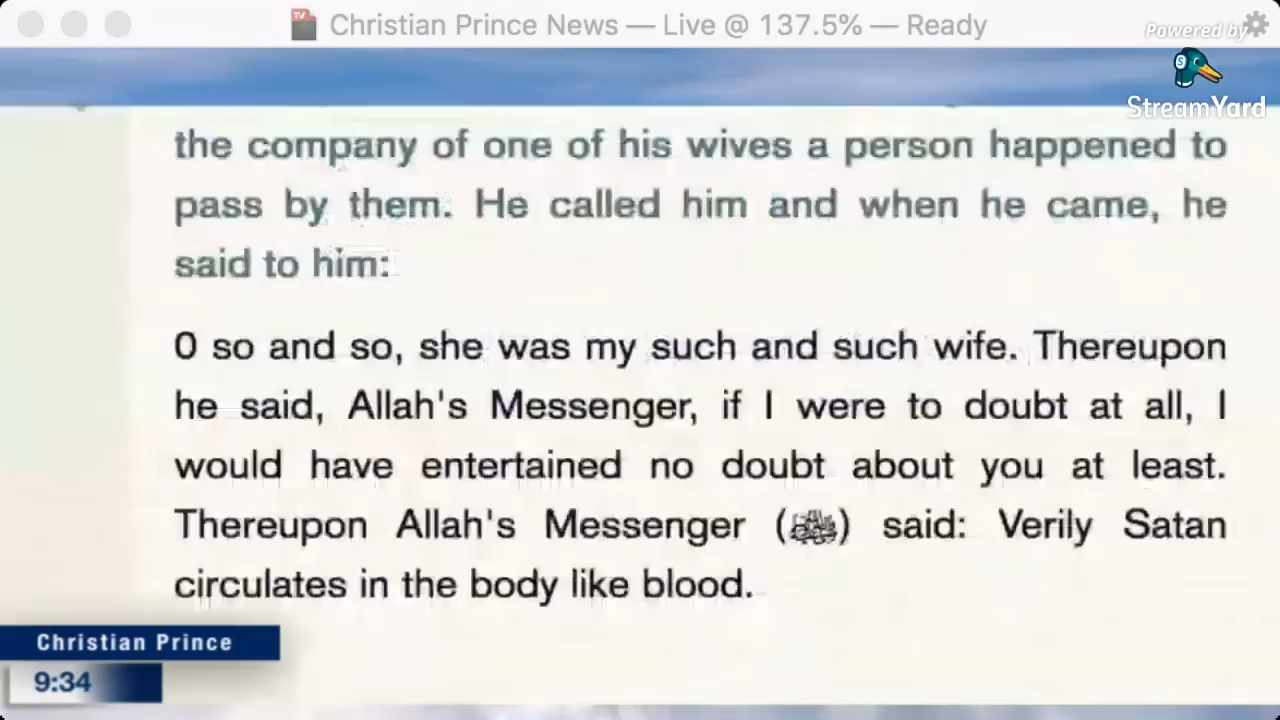 Christian Prince News — Live @ 137.5% — Ready
Powered by
StreamYard
the company of one of his wives a person happened to
pass by them. He called him and when he came, he
said to him:
O so and so, she was my such and such wife. Thereupon
he said, Allah's Messenger, if I were to doubt at all, I
would have entertained no doubt about you at least.
Thereupon Allah's Messenger (ﷺ) said: Verily Satan
circulates in the body like blood.
Christian Prince
9:34